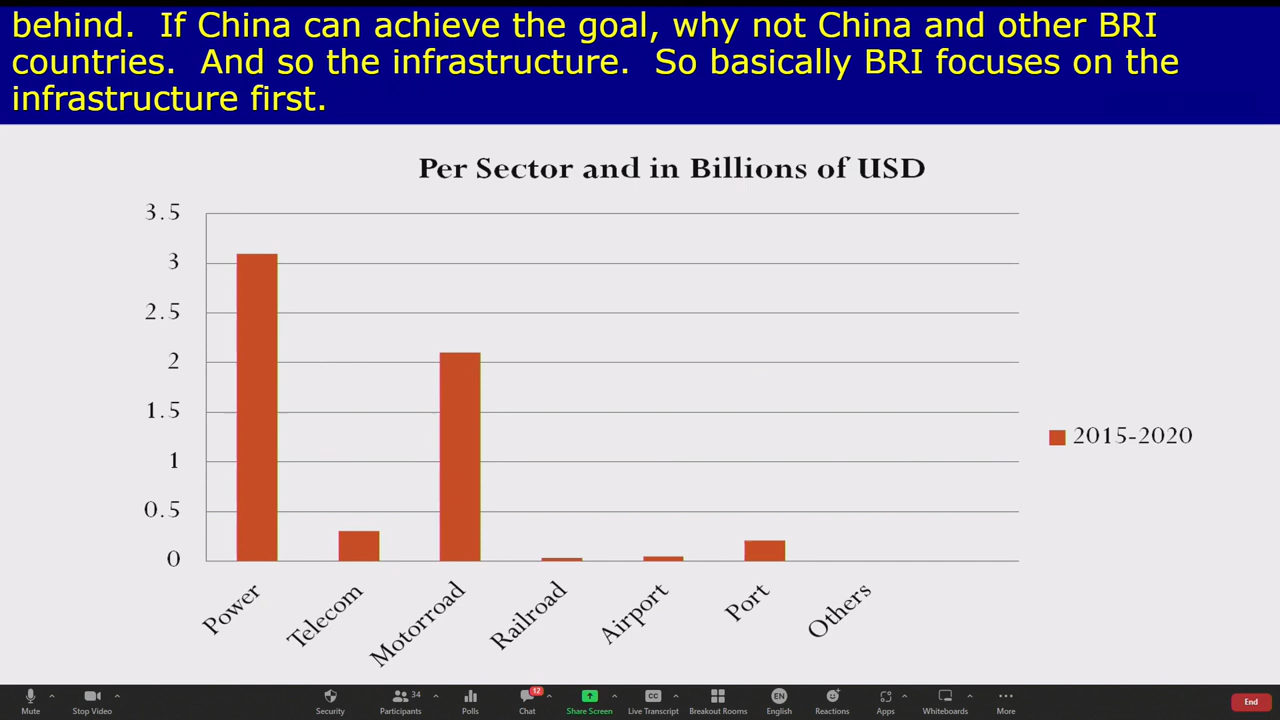 behind.  If China can achieve the goal, why not China and other BRI
countries.  And so the infrastructure.  So basically BRI focuses on the
infrastructure first.
Per Sector and in Billions of USD
3.5
3
2.5
2
1.5
1
0.5
0
2015-2020
Power
Telecom
Motorroad
Railroad
Airport
Port
Others
Mute
Stop Video
Security
Participants
34
Polls
Chat
12
Share Screen
CC
Live Transcript
Breakout Rooms
EN
English
Reactions
Apps
Whiteboards
More
End